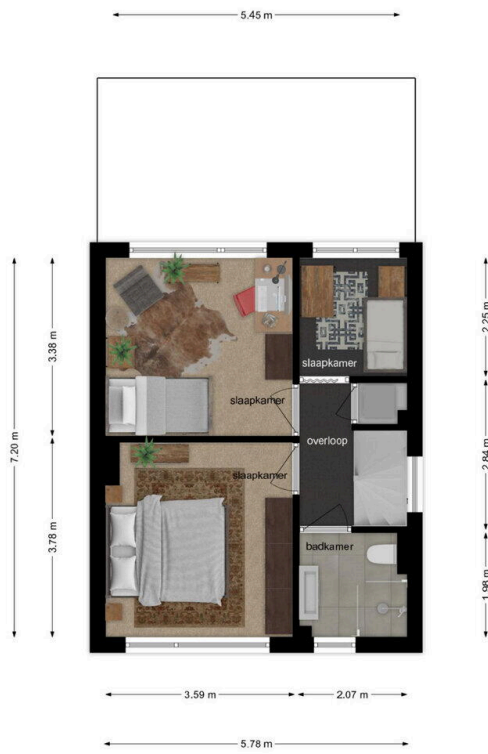 5.45 m
slaapkamer
slaapkamer
overloop
slaapkamer
badkamer
7.20 m
3.38 m
3.78 m
2.25 m
2.84 m
1.98 m
3.59 m
2.07 m
5.78 m